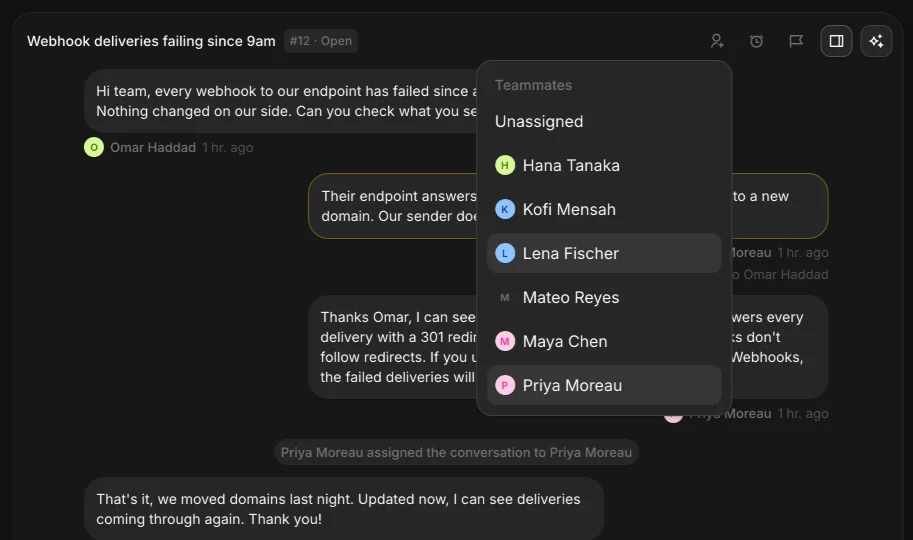 Webhook deliveries failing since 9am #12 · Open
Hi team, every webhook to our endpoint has failed since
Nothing changed on our side. Can you check what you
O Omar Haddad 1 hr. ago
Their endpoint answers to a new
domain. Our sender
Moreau 1 hr. ago
Omar Haddad
Thanks Omar, I can see every
delivery with a 301 don't
follow redirects. If you Webhooks,
the failed deliveries will
Priya Moreau 1 hr. ago
Priya Moreau assigned the conversation to Priya Moreau
That's it, we moved domains last night. Updated now, I can see deliveries
coming through again. Thank you!
Teammates
Unassigned
H Hana Tanaka
K Kofi Mensah
L Lena Fischer
M Mateo Reyes
M Maya Chen
P Priya Moreau